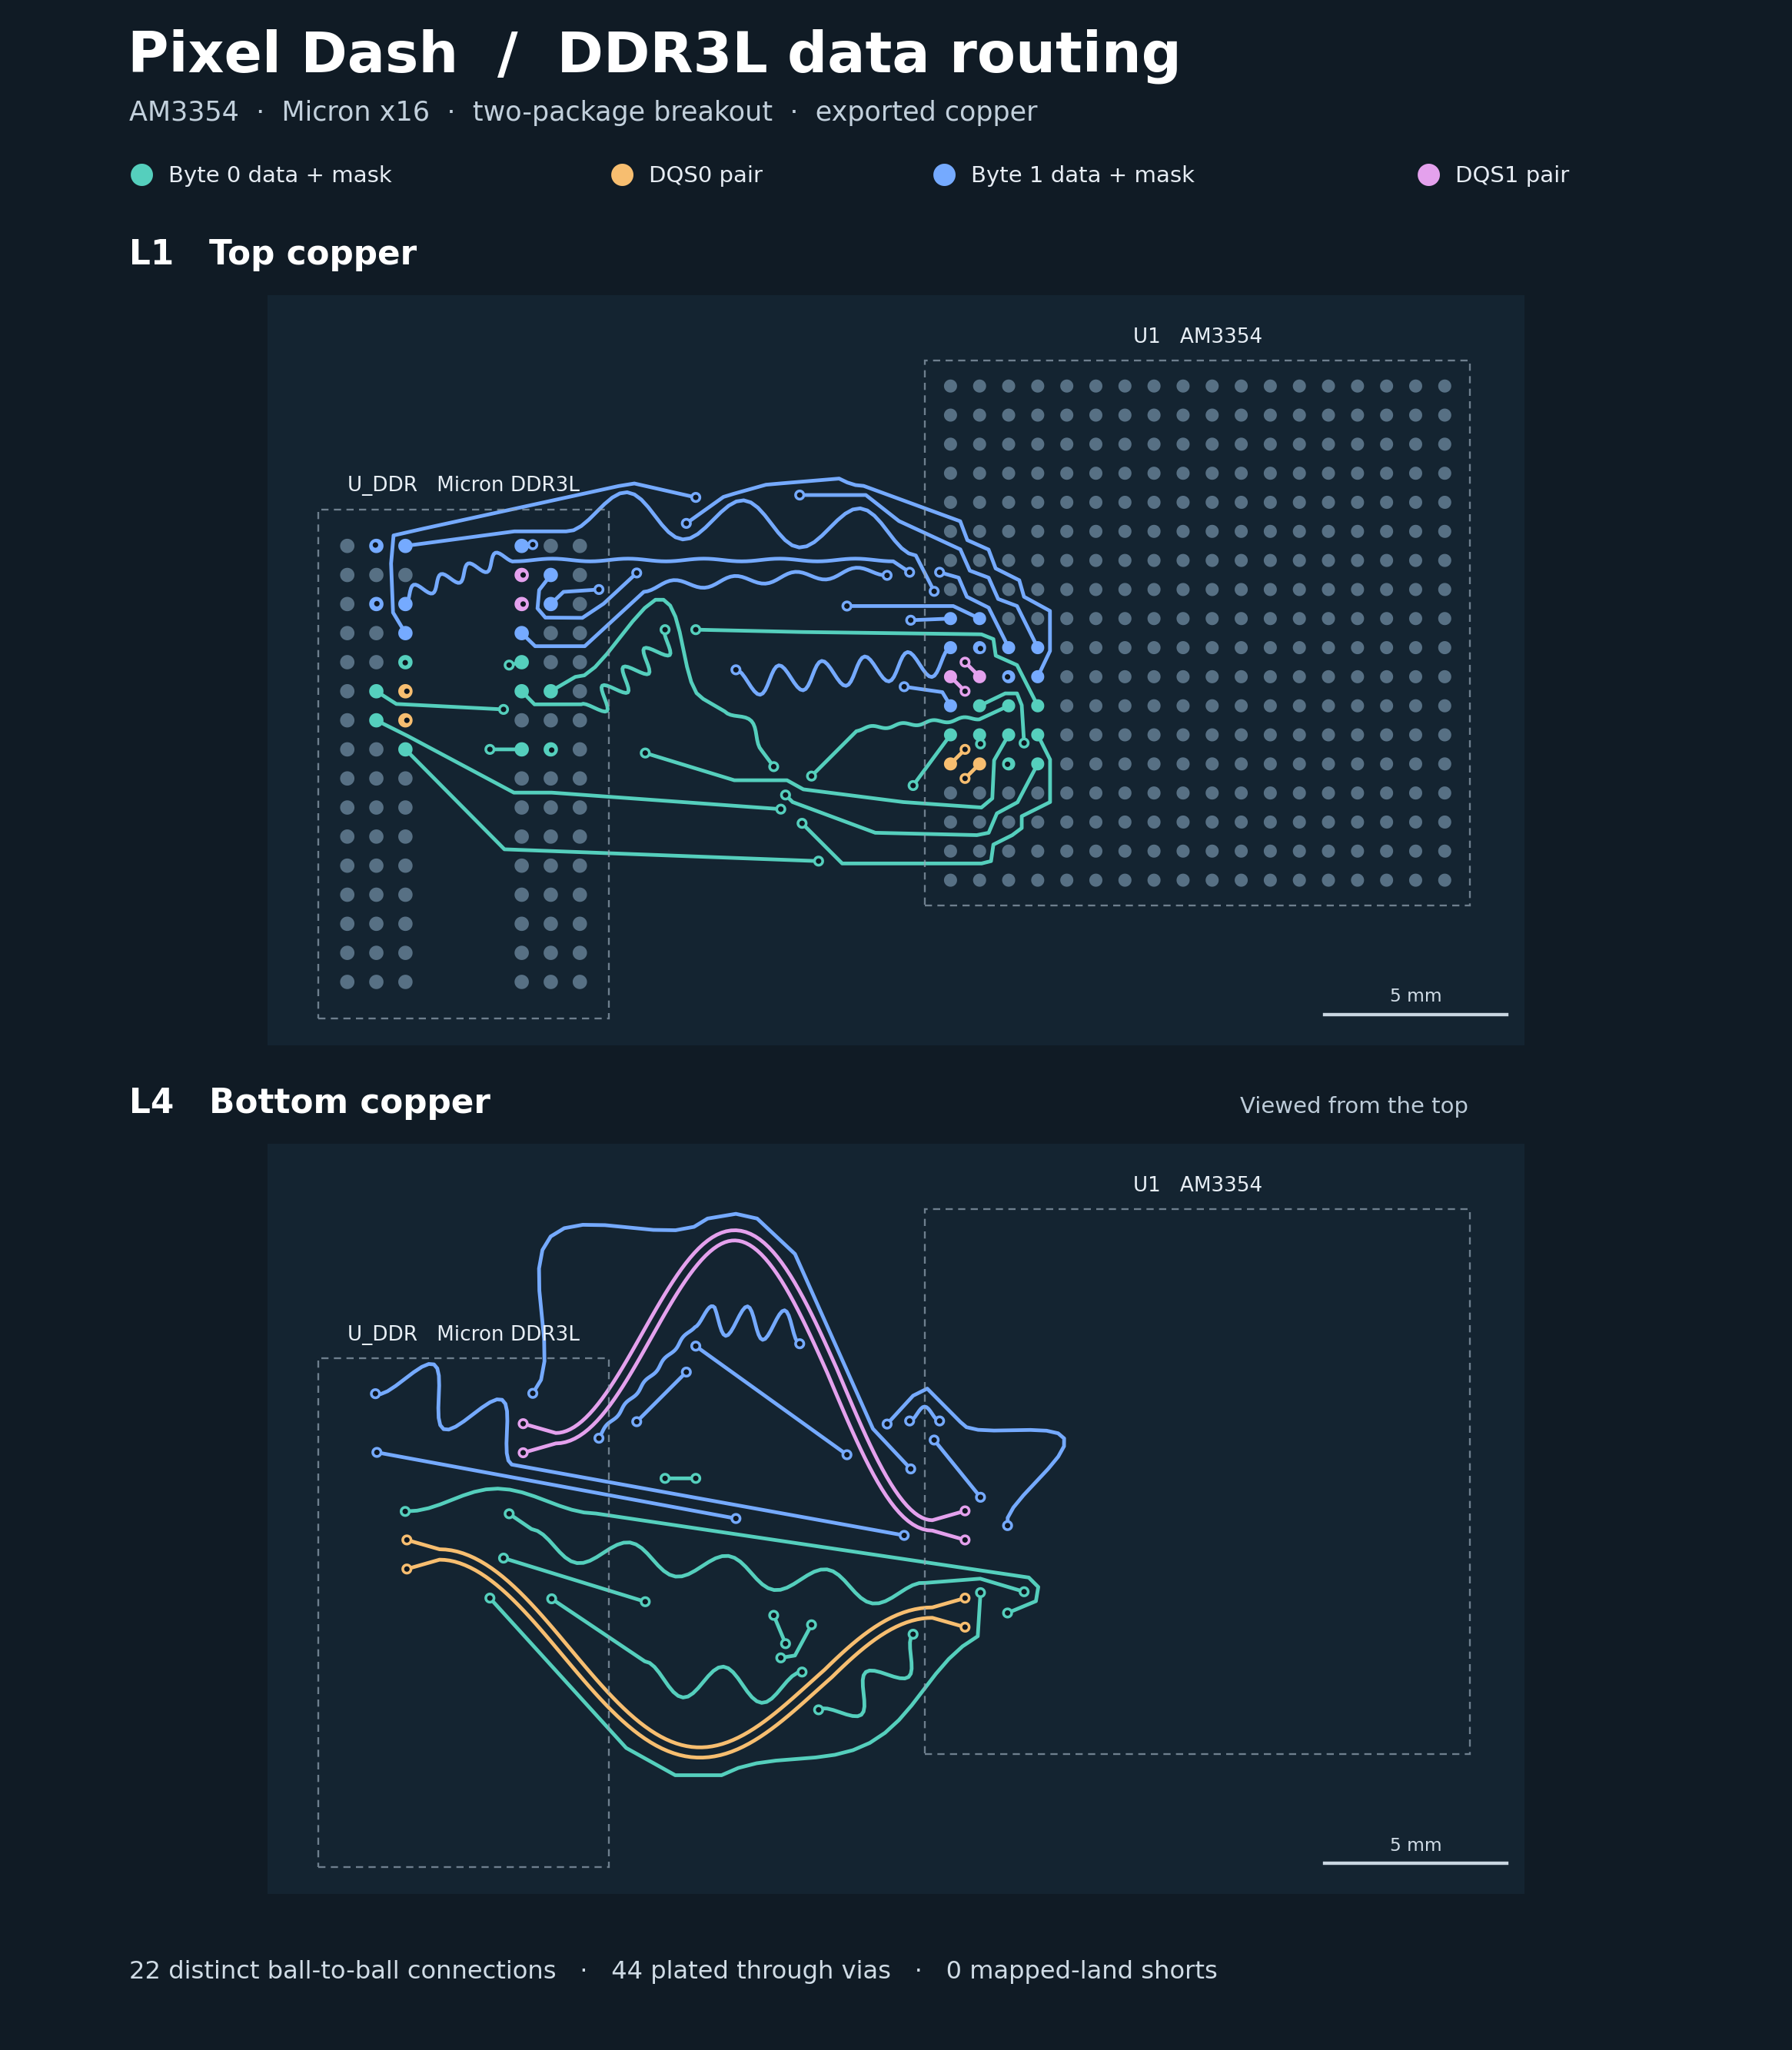 Pixel Dash / DDR3L data routing
AM3354 · Micron x16 · two-package breakout · exported copper
Byte 0 data + mask DQS0 pair Byte 1 data + mask DQS1 pair
L1 Top copper
U1 AM3354
U_DDR Micron DDR3L
5 mm
L4 Bottom copper Viewed from the top
U1 AM3354
U_DDR Micron DDR3L
5 mm
22 distinct ball-to-ball connections · 44 plated through vias · 0 mapped-land shorts